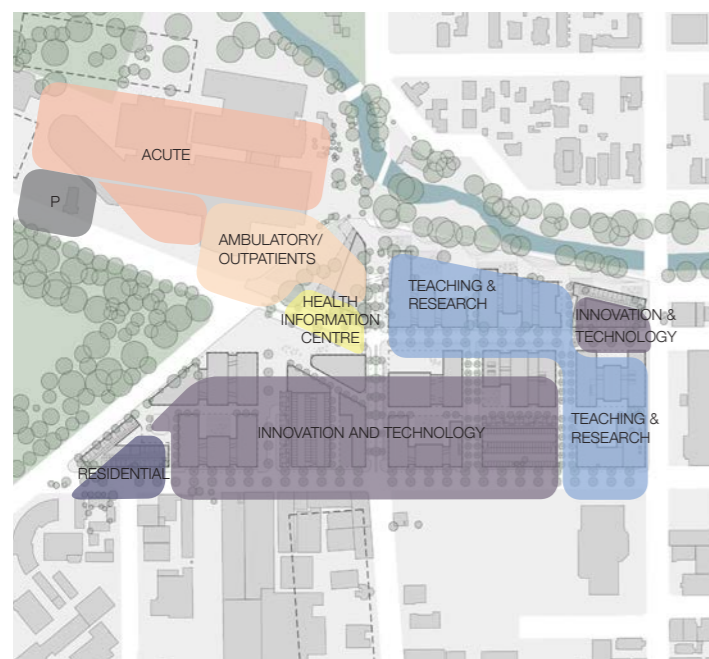 ACUTE
P
AMBULATORY/
OUTPATIENTS
HEALTH
INFORMATION
CENTRE
TEACHING &
RESEARCH
INNOVATION &
TECHNOLOGY
INNOVATION AND TECHNOLOGY
TEACHING &
RESEARCH
RESIDENTIAL